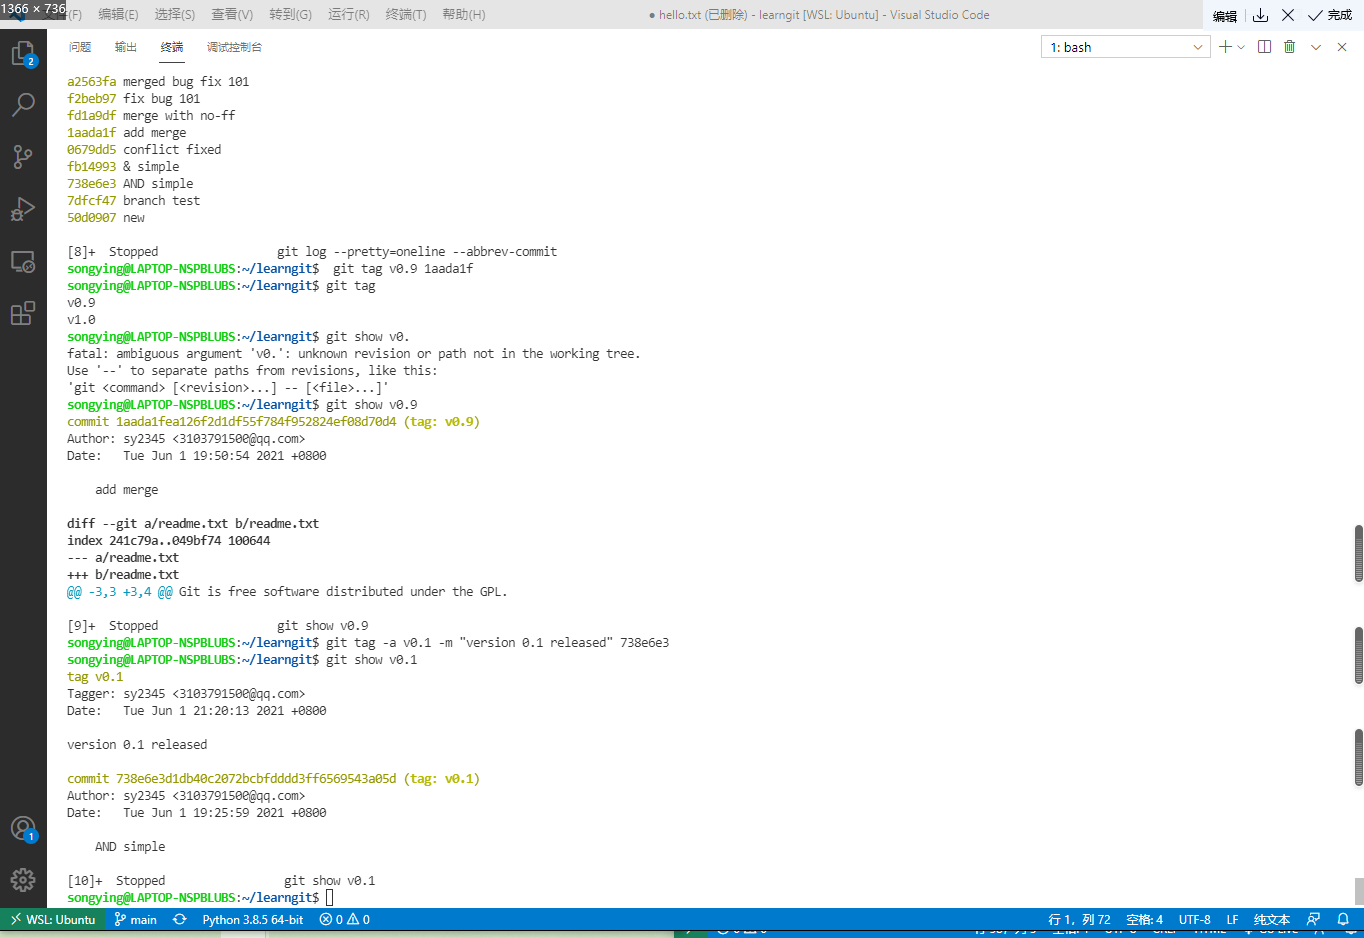 1366 × 736
(F) 编辑(E) 选择(S) 查看(V) 转到(G) 运行(R) 终端(T) 帮助(H) ● hello.txt (已删除) - learngit [WSL: Ubuntu] - Visual Studio Code 编辑 完成
问题 输出 终端 调试控制台 1: bash
2
a2563fa merged bug fix 101
f2beb97 fix bug 101
fd1a9df merge with no-ff
1aada1f add merge
0679dd5 conflict fixed
fb14993 & simple
738e6e3 AND simple
7dfcf47 branch test
50d0907 new
[8]+  Stopped                 git log --pretty=oneline --abbrev-commit
songying@LAPTOP-NSPBLUBS:~/learngit$  git tag v0.9 1aada1f
songying@LAPTOP-NSPBLUBS:~/learngit$ git tag
v0.9
v1.0
songying@LAPTOP-NSPBLUBS:~/learngit$ git show v0.
fatal: ambiguous argument 'v0.': unknown revision or path not in the working tree.
Use '--' to separate paths from revisions, like this:
'git <command> [<revision>...] -- [<file>...]'
songying@LAPTOP-NSPBLUBS:~/learngit$ git show v0.9
commit 1aada1fea126f2d1df55f784f952824ef08d70d4 (tag: v0.9)
Author: sy2345 <3103791500@qq.com>
Date:   Tue Jun 1 19:50:54 2021 +0800
    add merge
diff --git a/readme.txt b/readme.txt
index 241c79a..049bf74 100644
--- a/readme.txt
+++ b/readme.txt
@@ -3,3 +3,4 @@ Git is free software distributed under the GPL.
[9]+  Stopped                 git show v0.9
songying@LAPTOP-NSPBLUBS:~/learngit$ git tag -a v0.1 -m "version 0.1 released" 738e6e3
songying@LAPTOP-NSPBLUBS:~/learngit$ git show v0.1
tag v0.1
Tagger: sy2345 <3103791500@qq.com>
Date:   Tue Jun 1 21:20:13 2021 +0800
version 0.1 released
commit 738e6e3d1db40c2072bcbfdddd3ff6569543a05d (tag: v0.1)
Author: sy2345 <3103791500@qq.com>
Date:   Tue Jun 1 19:25:59 2021 +0800
1
    AND simple
[10]+  Stopped                 git show v0.1
songying@LAPTOP-NSPBLUBS:~/learngit$
WSL: Ubuntu main Python 3.8.5 64-bit 0 0 行 1，列 72 空格: 4 UTF-8 LF 纯文本